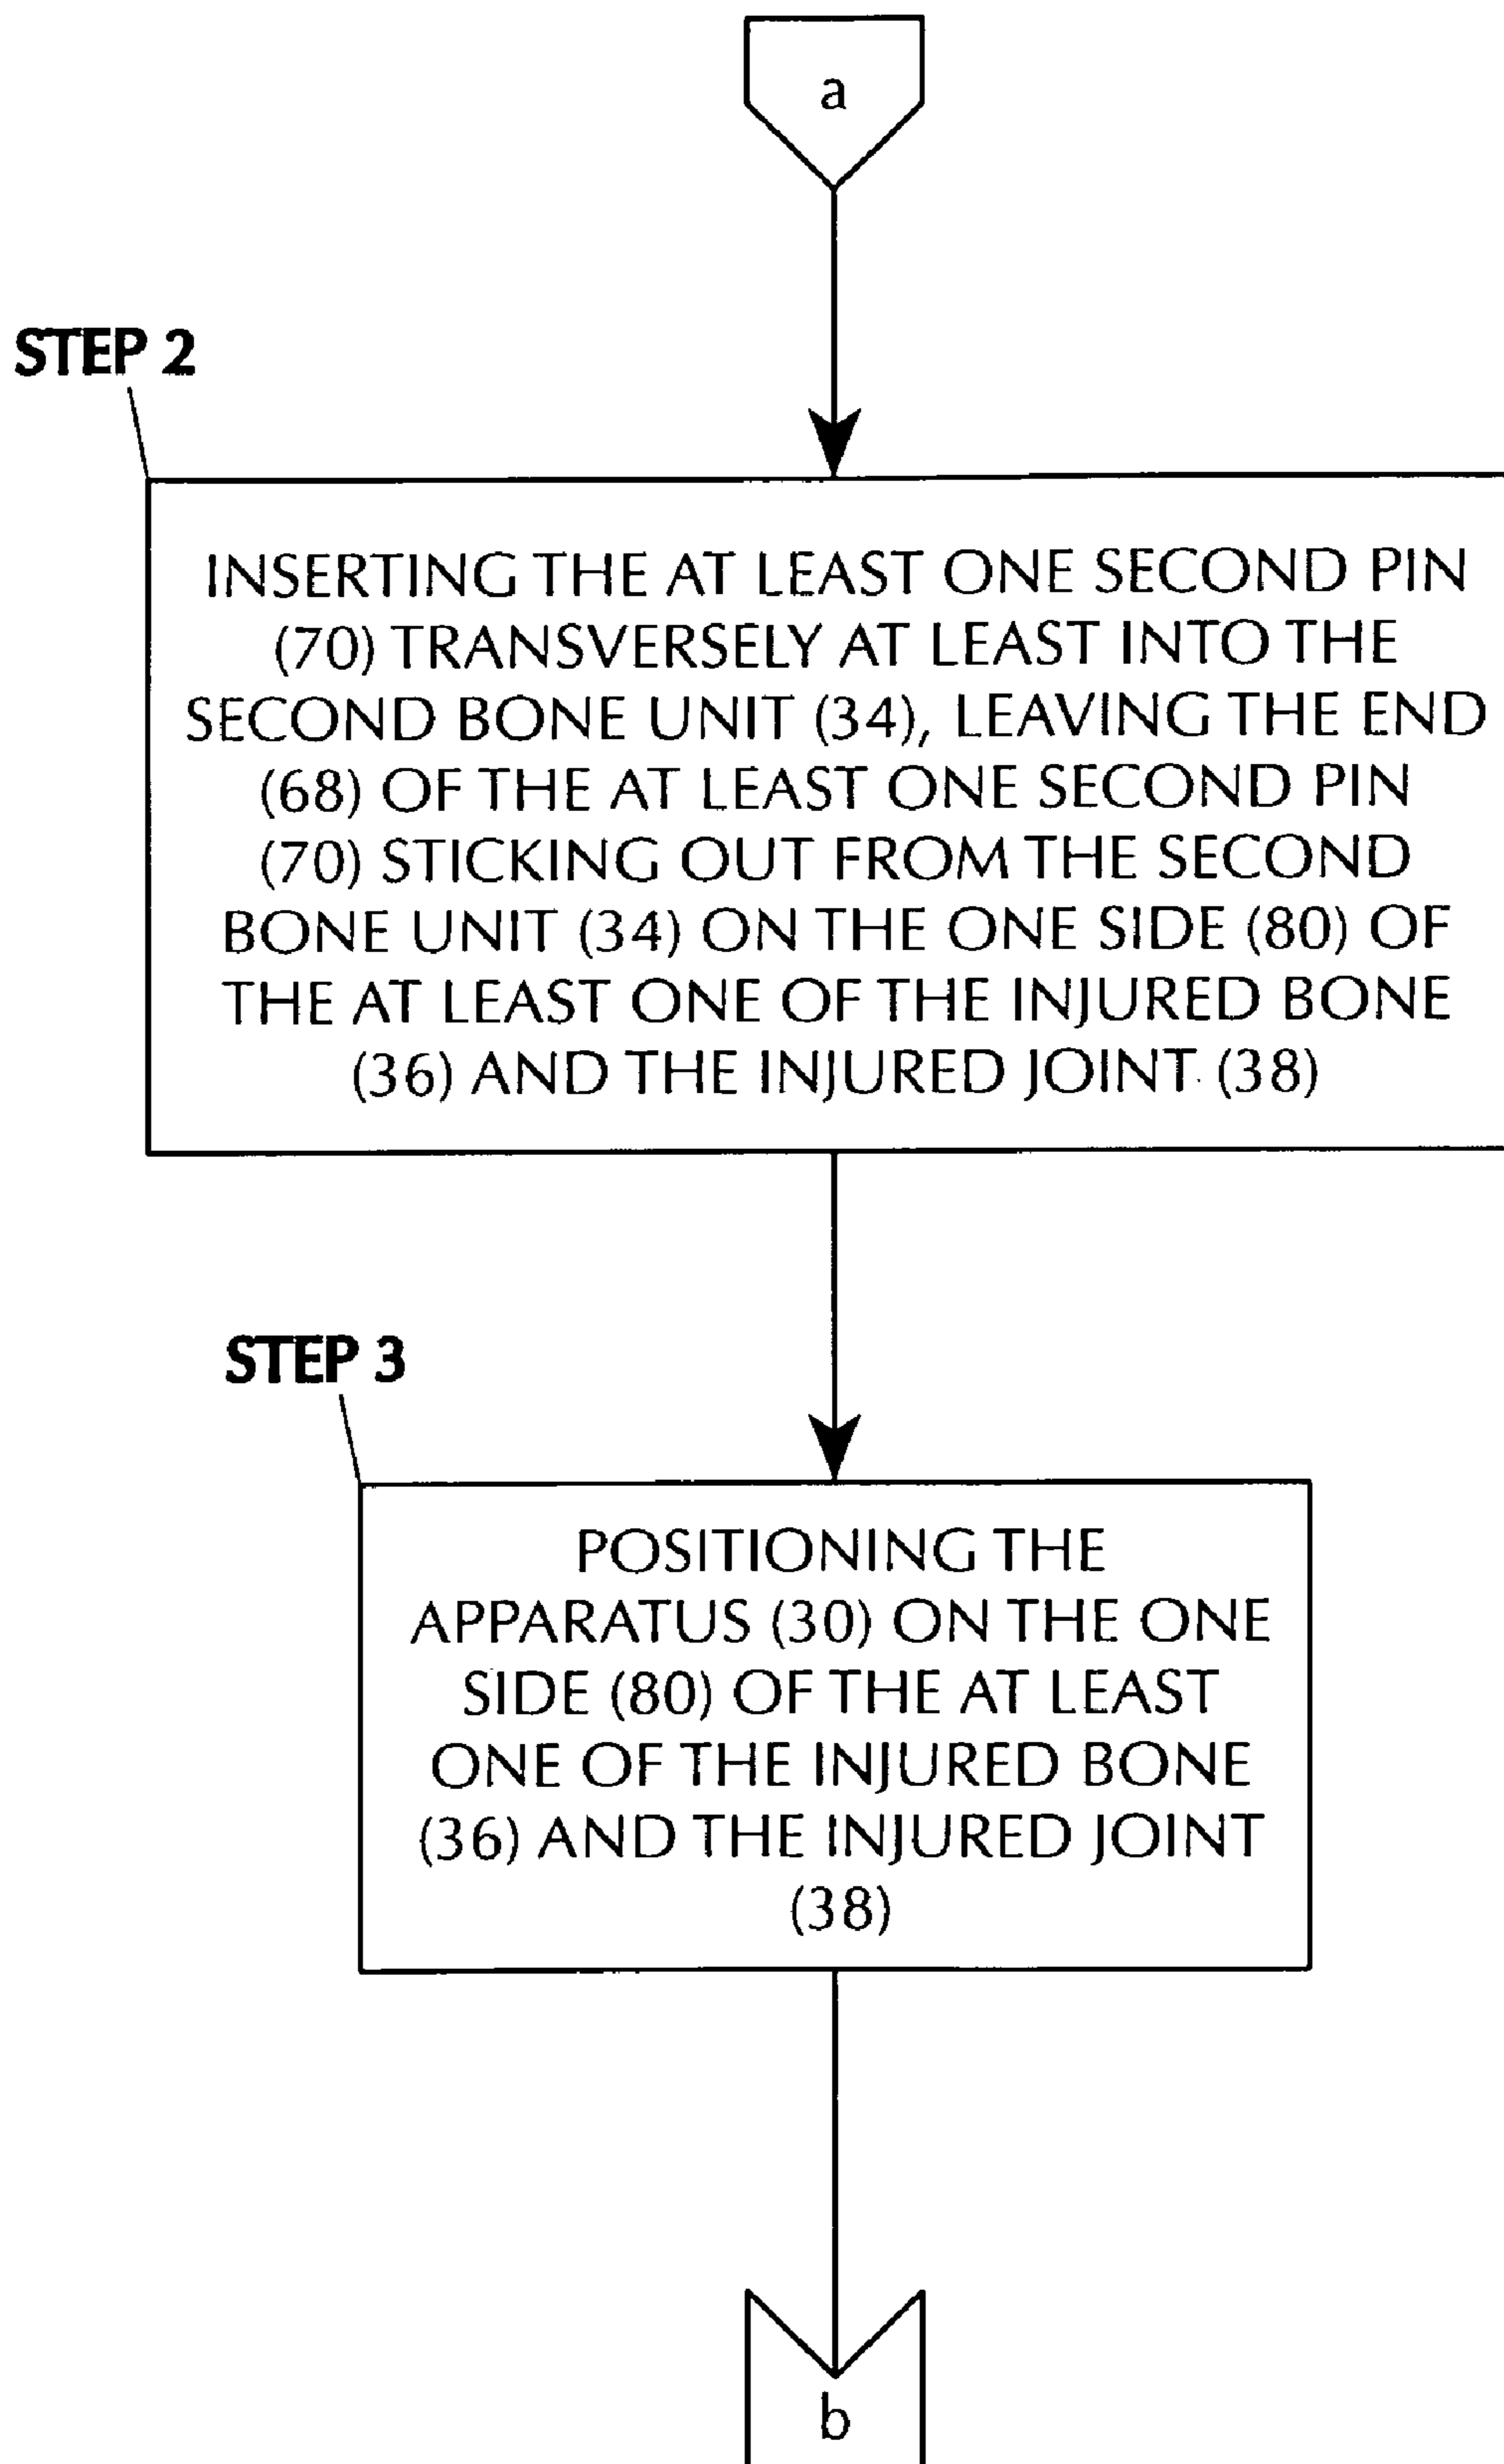 a
STEP 2
INSERTING THE AT LEAST ONE SECOND PIN
(70) TRANSVERSELY AT LEAST INTO THE
SECOND BONE UNIT (34), LEAVING THE END
(68) OF THE AT LEAST ONE SECOND PIN
(70) STICKING OUT FROM THE SECOND
BONE UNIT (34) ON THE ONE SIDE (80) OF
THE AT LEAST ONE OF THE INJURED BONE
(36) AND THE INJURED JOINT (38)
STEP 3
POSITIONING THE
APPARATUS (30) ON THE ONE
SIDE (80) OF THE AT LEAST
ONE OF THE INJURED BONE
(36) AND THE INJURED JOINT
(38)
b